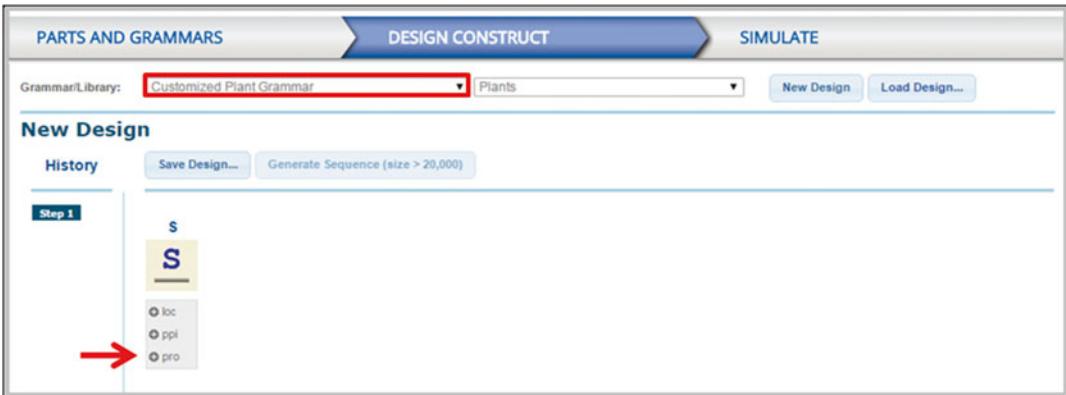 PARTS AND GRAMMARS DESIGN CONSTRUCT SIMULATE
Grammar/Library: Customized Plant Grammar Plants New Design Load Design...
New Design
History Save Design... Generate Sequence (size > 20,000)
Step 1
S
S
loc
ppi
pro